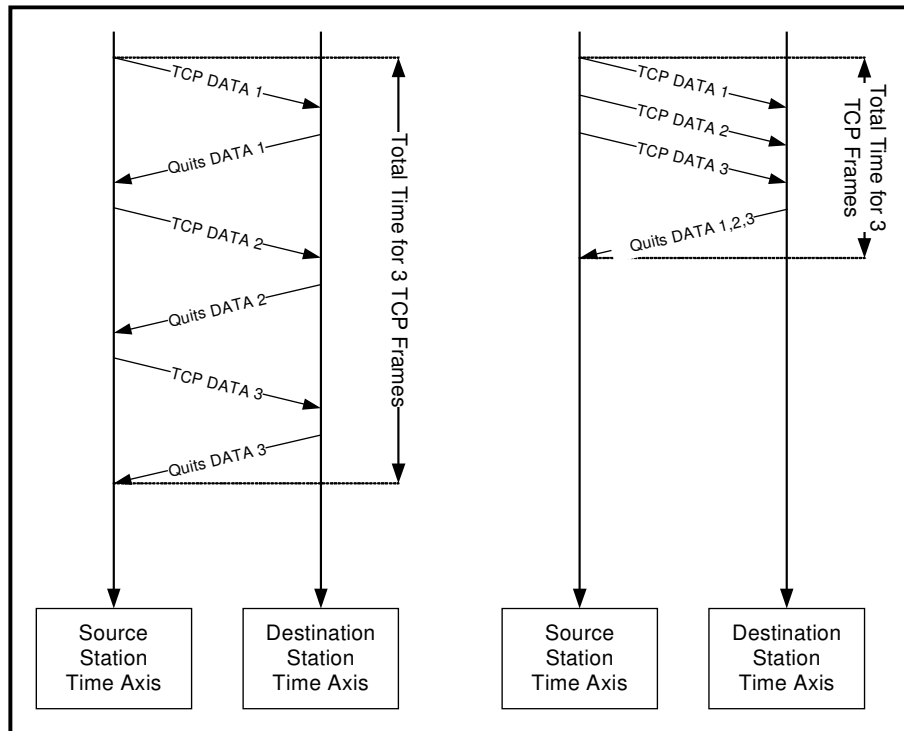 TCP DATA 1
Quits DATA 1
TCP DATA 2
Quits DATA 2
TCP DATA 3
Quits DATA 3
Total Time for 3 TCP Frames
Source
Station
Time Axis
Destination
Station
Time Axis
TCP DATA 1
TCP DATA 2
TCP DATA 3
Quits DATA 1,2,3
Total Time for 3
TCP Frames
Source
Station
Time Axis
Destination
Station
Time Axis